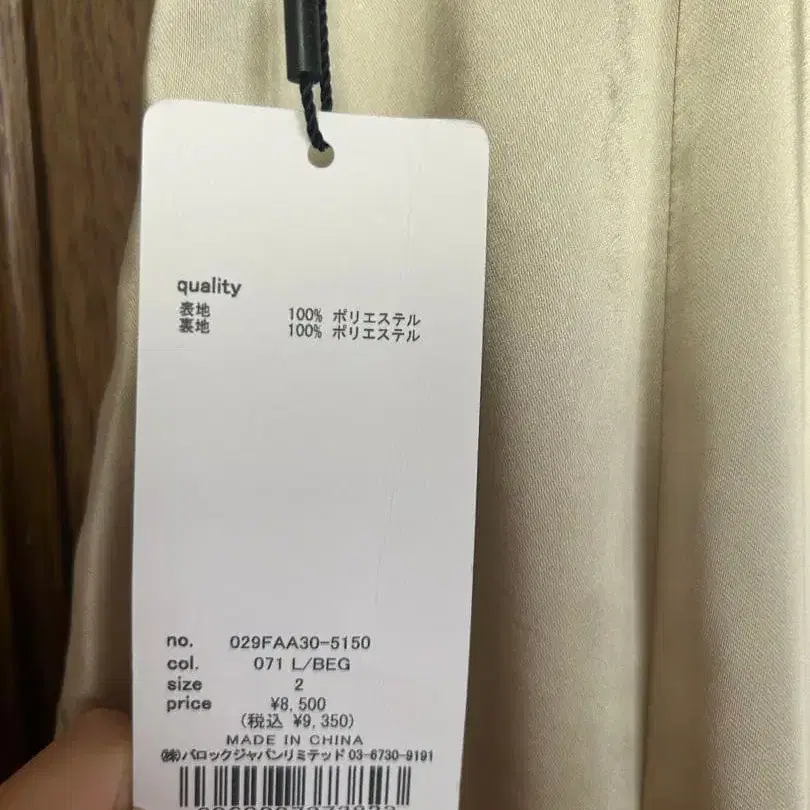 quality
表地 100% ポリエステル
裏地 100% ポリエステル
no. 029FAA30-5150
col. 071 L/BEG
size 2
price ¥8,500
(税込 ¥9,350)
MADE IN CHINA
㈱バロックジャパンリミテッド 03-6730-9191